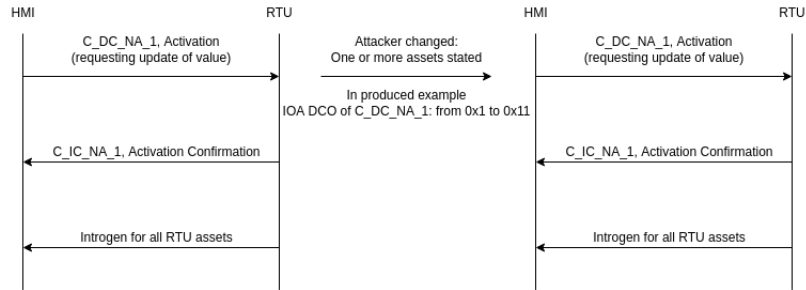 HMI
RTU
HMI
RTU
C_DC_NA_1, Activation
(requesting update of value)
Attacker changed:
One or more assets stated
C_DC_NA_1, Activation
(requesting update of value)
In produced example
IOA DCO of C_DC_NA_1: from 0x1 to 0x11
C_IC_NA_1, Activation Confirmation
C_IC_NA_1, Activation Confirmation
Introgen for all RTU assets
Introgen for all RTU assets